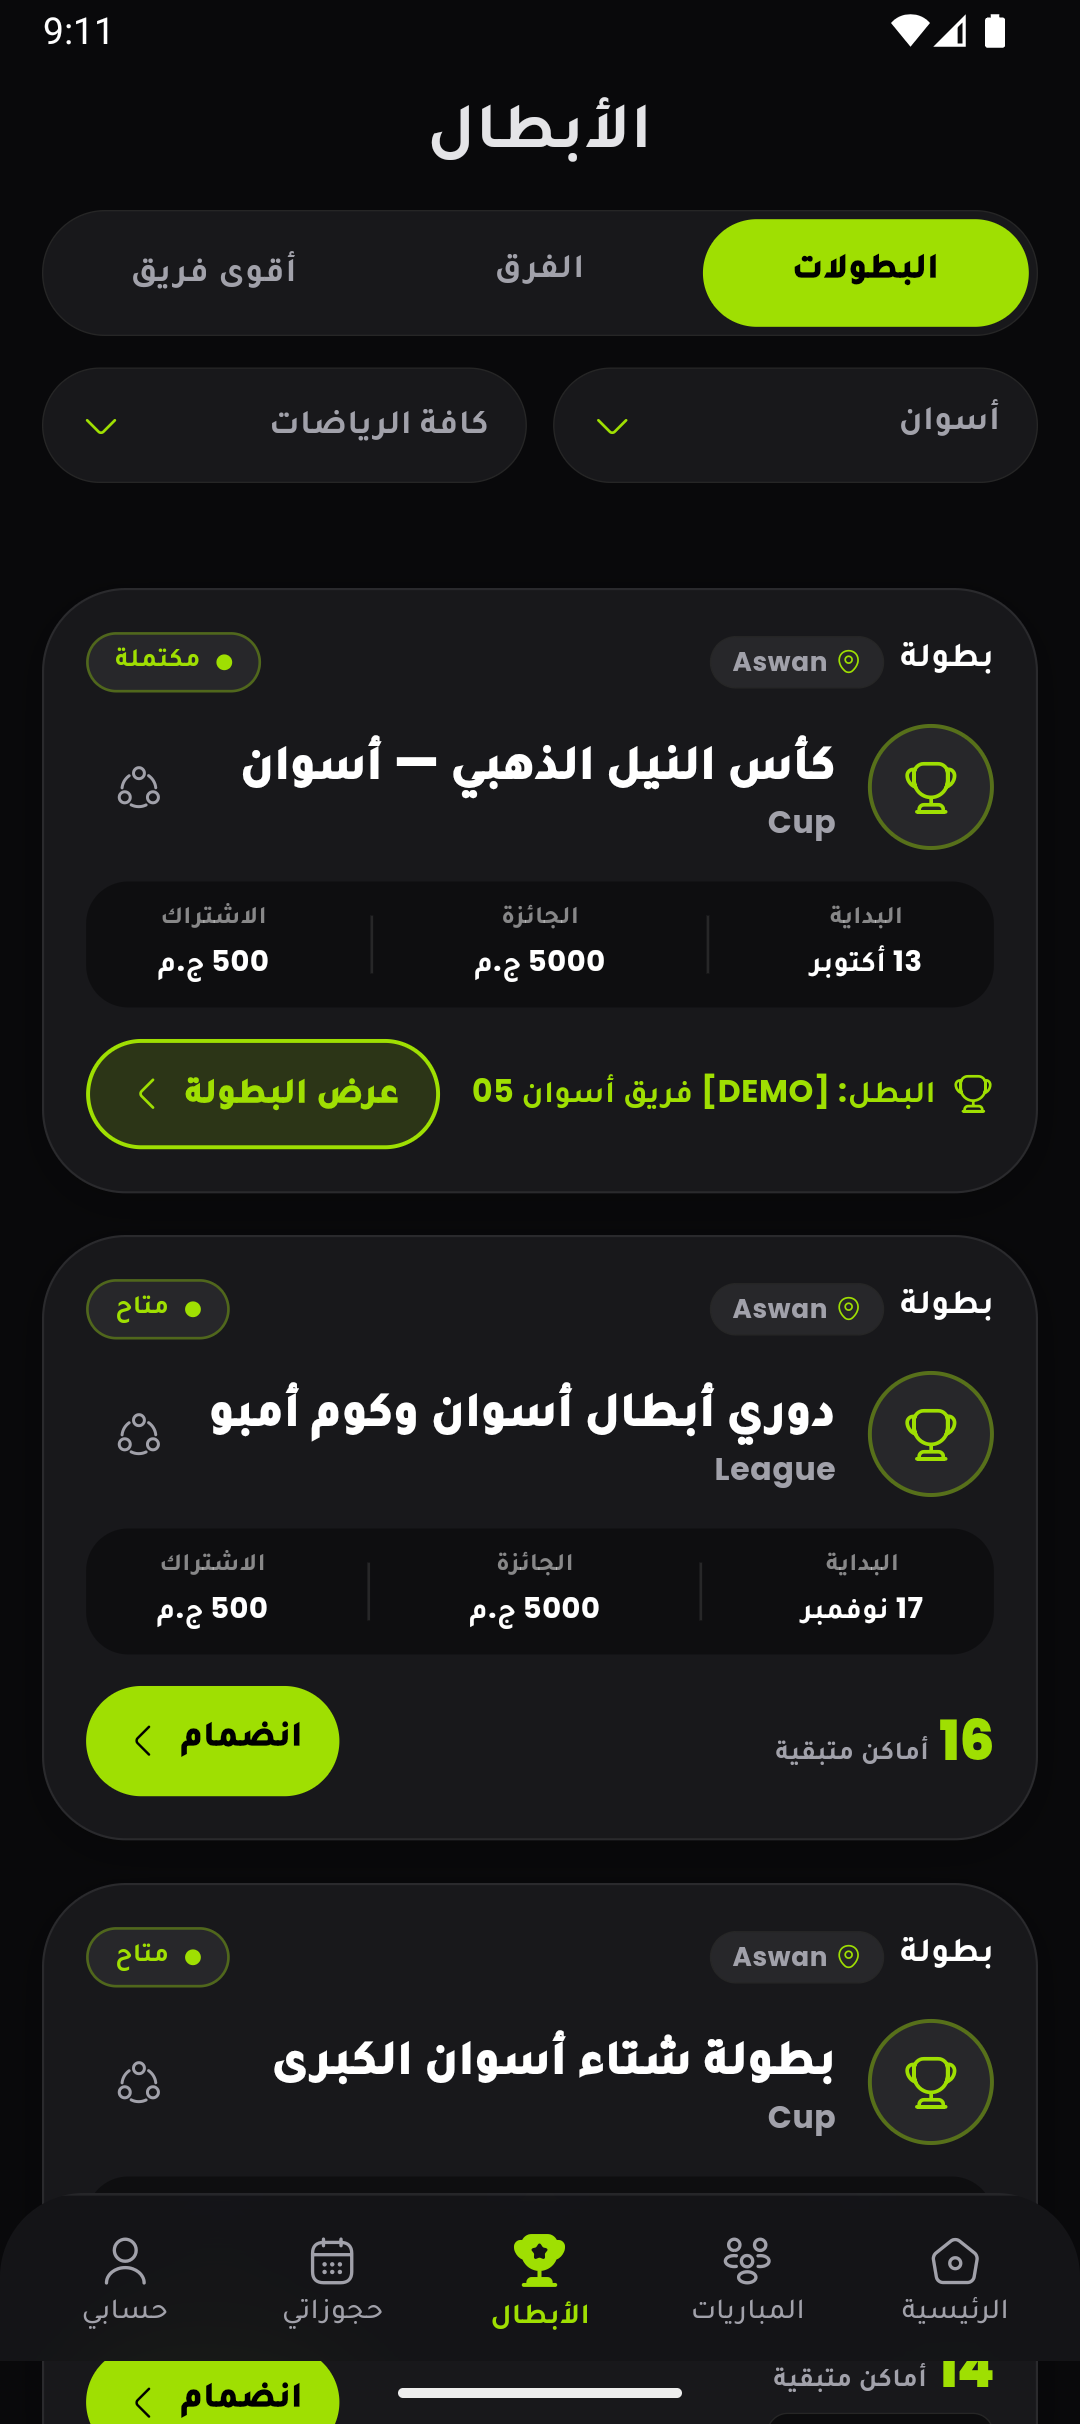 9:11
الأبطال
البطولات
الفرق
أقوى فريق
أسوان
كافة الرياضات
بطولة
Aswan
مكتملة
كأس النيل الذهبي — أسوان
Cup
البداية
الجائزة
الاشتراك
13 أكتوبر
5000 ج.م
500 ج.م
البطل: [DEMO] فريق أسوان 05
عرض البطولة
بطولة
Aswan
متاح
دوري أبطال أسوان وكوم أمبو
League
البداية
الجائزة
الاشتراك
17 نوفمبر
5000 ج.م
500 ج.م
16 أماكن متبقية
انضمام
بطولة
Aswan
متاح
بطولة شتاء أسوان الكبرى
Cup
الرئيسية
المباريات
الأبطال
حجوزاتي
حسابي
14 أماكن متبقية
انضمام